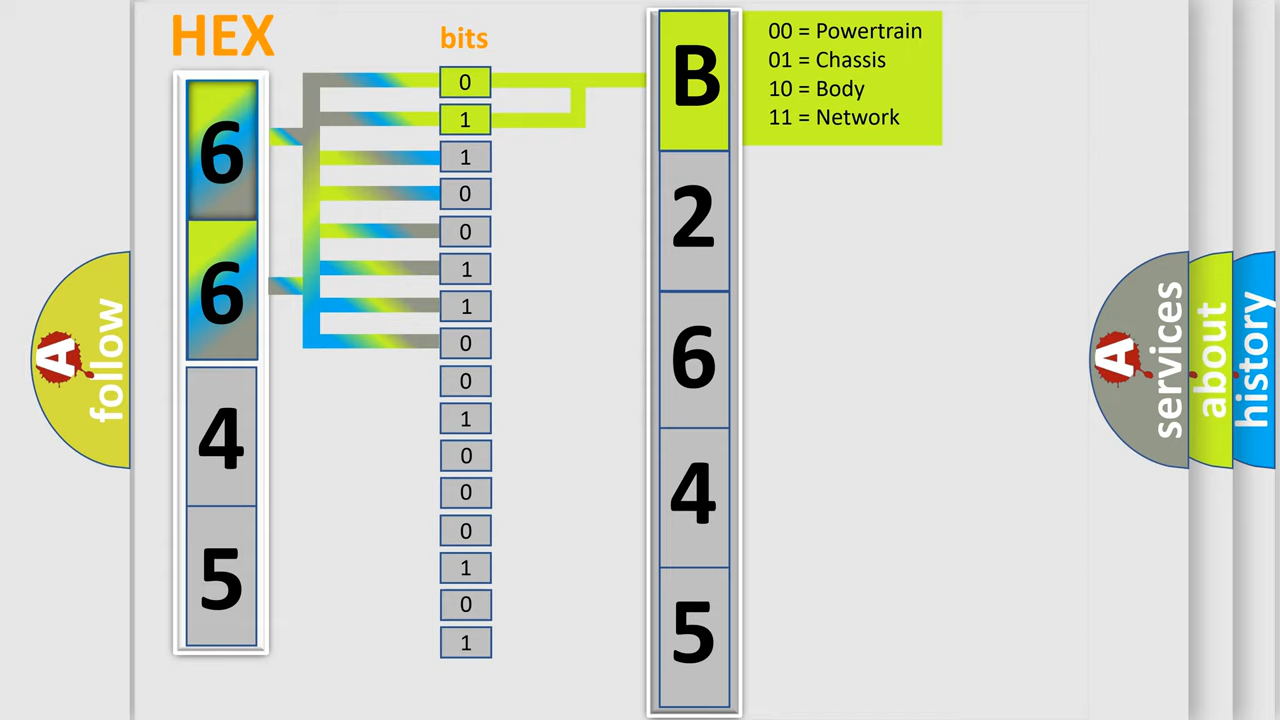 HEX
bits
6
6
4
5
0
1
1
0
0
1
1
0
0
1
0
0
0
1
0
1
B
2
6
4
5
00 = Powertrain
01 = Chassis
10 = Body
11 = Network
A
follow
A
services
about
history